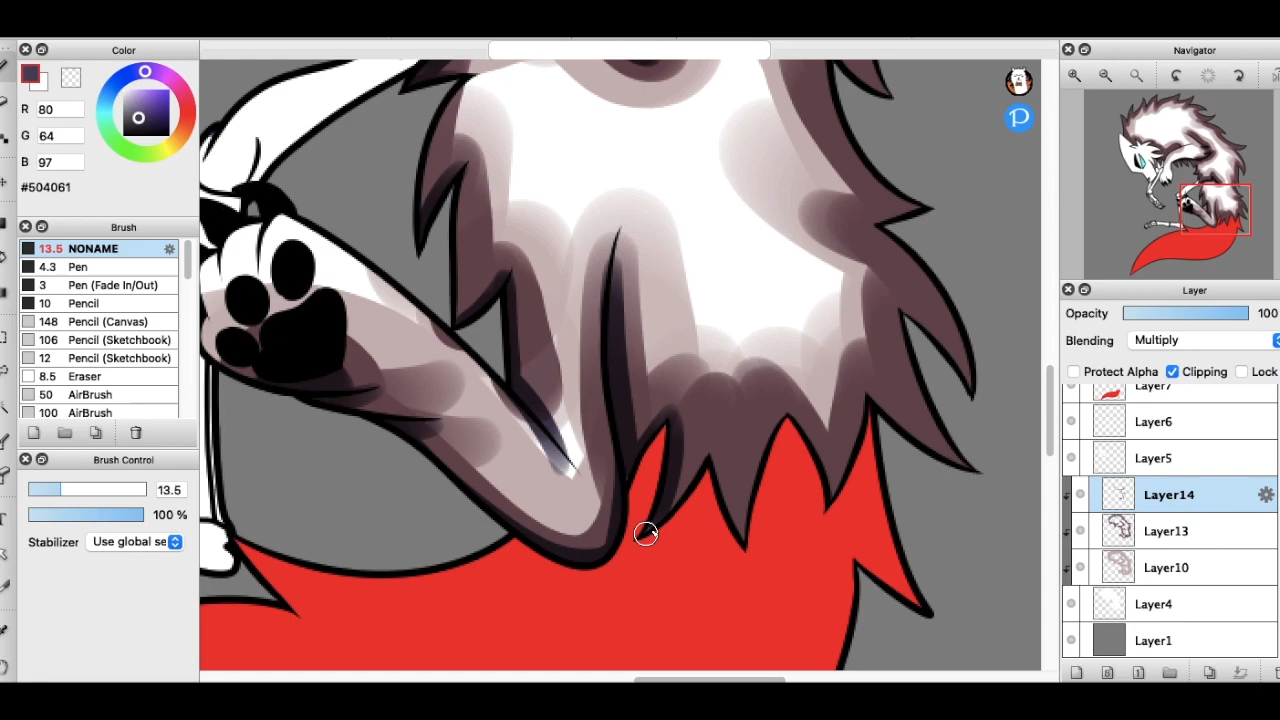 Color
R 80
G 64
B 97
#504061
Brush
13.5 NONAME
4.3 Pen
3 Pen (Fade In/Out)
10 Pencil
148 Pencil (Canvas)
106 Pencil (Sketchbook)
12 Pencil (Sketchbook)
8.5 Eraser
50 AirBrush
100 AirBrush
Brush Control
13.5
100 %
Stabilizer Use global se
P
Navigator
Layer
Opacity 100
Blending Multiply
Protect Alpha Clipping Lock
Layer7
Layer6
Layer5
Layer14
Layer13
Layer10
Layer4
Layer1